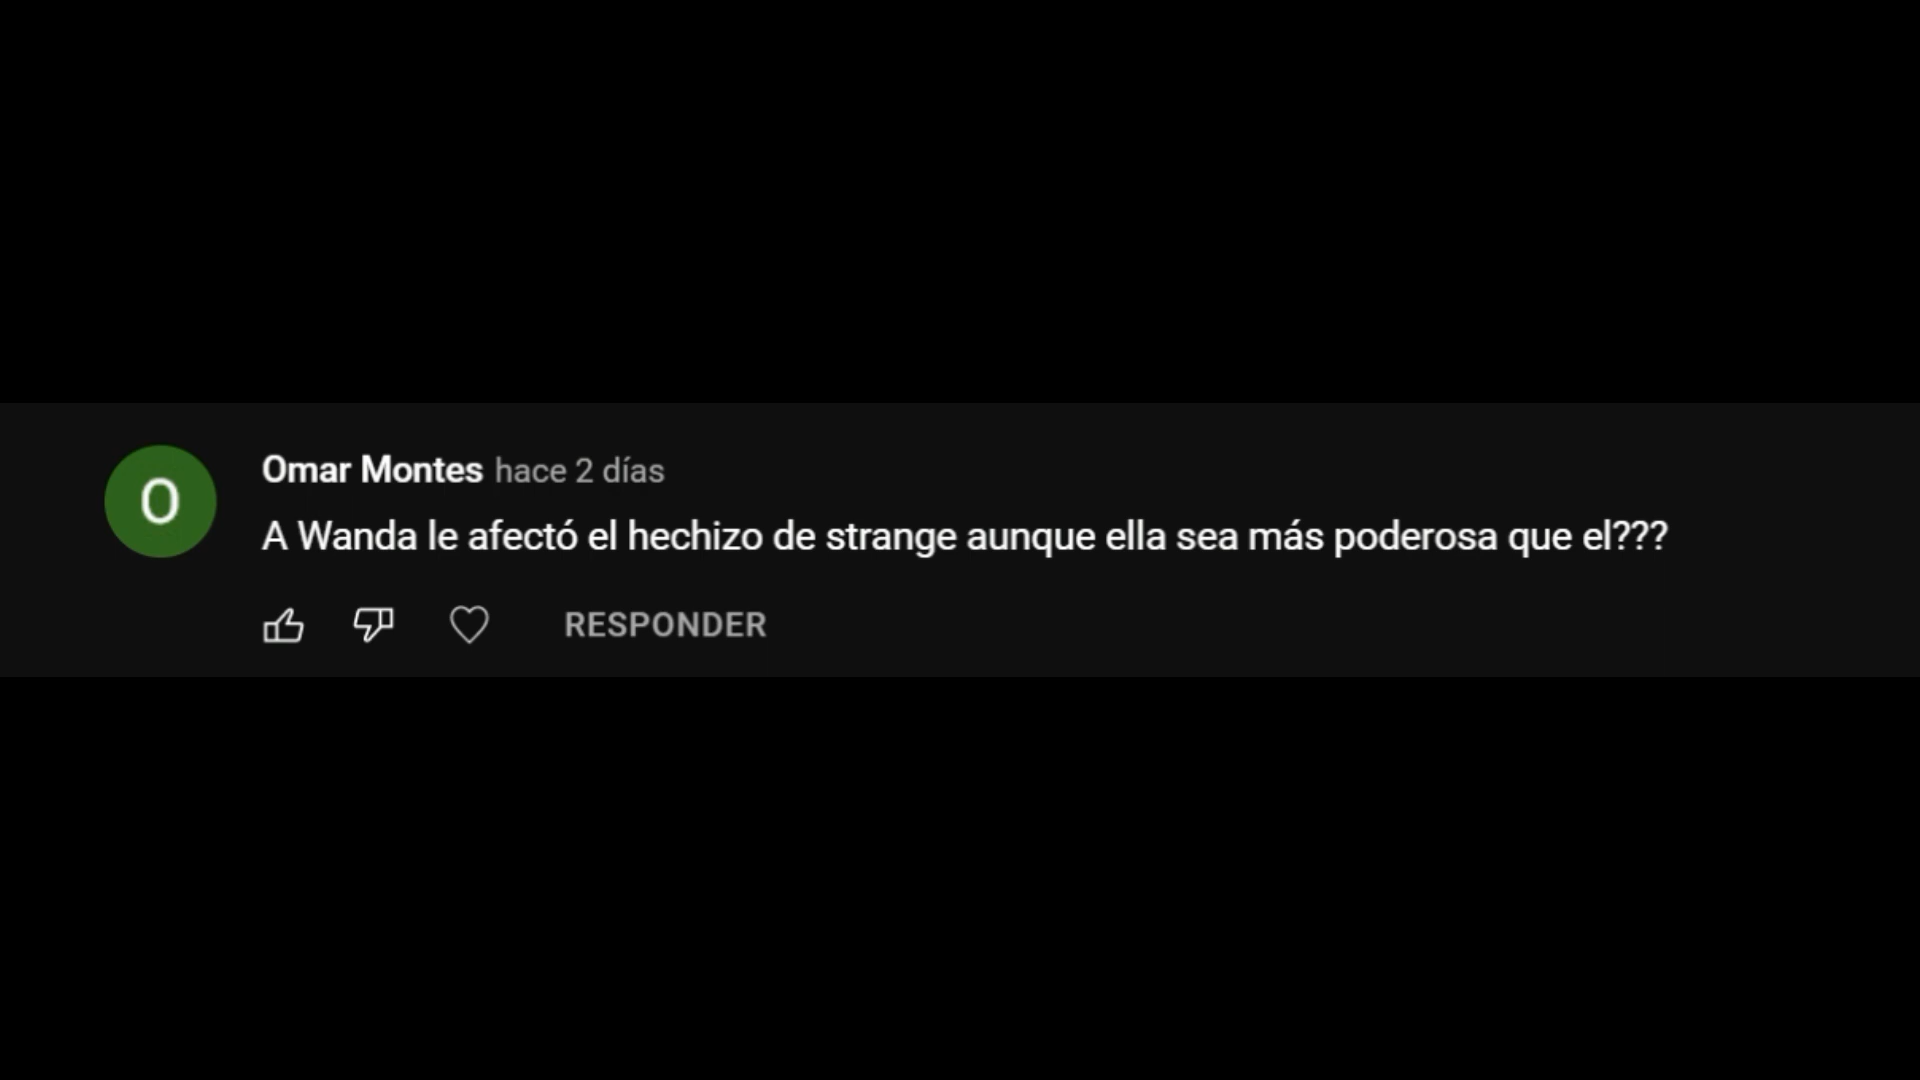 O
Omar Montes hace 2 días
A Wanda le afectó el hechizo de strange aunque ella sea más poderosa que el???
RESPONDER